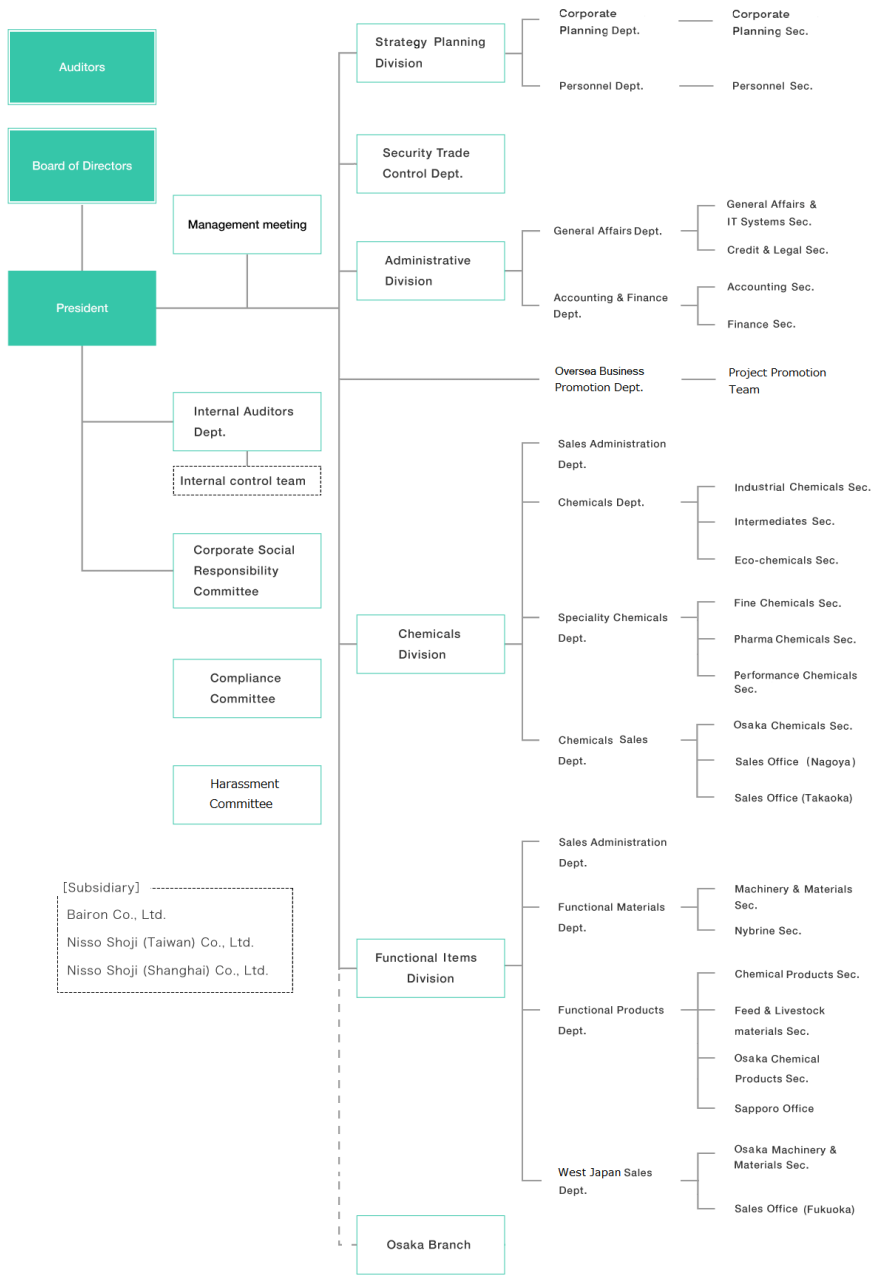 Auditors
Board of Directors
President
Management meeting
Internal Auditors
Dept.
Internal control team
Corporate Social
Responsibility
Committee
Compliance
Committee
Harassment
Committee
[Subsidiary]
Bairon Co., Ltd.
Nisso Shoji (Taiwan) Co., Ltd.
Nisso Shoji (Shanghai) Co., Ltd.
Strategy Planning
Division
Corporate
Planning Dept.
Corporate
Planning Sec.
Personnel Dept.
Personnel Sec.
Security Trade
Control Dept.
Administrative
Division
General Affairs Dept.
General Affairs &
IT Systems Sec.
Credit & Legal Sec.
Accounting & Finance
Dept.
Accounting Sec.
Finance Sec.
Oversea Business
Promotion Dept.
Project Promotion
Team
Chemicals
Division
Sales Administration
Dept.
Chemicals Dept.
Industrial Chemicals Sec.
Intermediates Sec.
Eco-chemicals Sec.
Speciality Chemicals
Dept.
Fine Chemicals Sec.
Pharma Chemicals Sec.
Performance Chemicals
Sec.
Chemicals Sales
Dept.
Osaka Chemicals Sec.
Sales Office (Nagoya)
Sales Office (Takaoka)
Functional Items
Division
Sales Administration
Dept.
Functional Materials
Dept.
Machinery & Materials
Sec.
Nybrine Sec.
Functional Products
Dept.
Chemical Products Sec.
Feed & Livestock
materials Sec.
Osaka Chemical
Products Sec.
Sapporo Office
West Japan Sales
Dept.
Osaka Machinery &
Materials Sec.
Sales Office (Fukuoka)
Osaka Branch